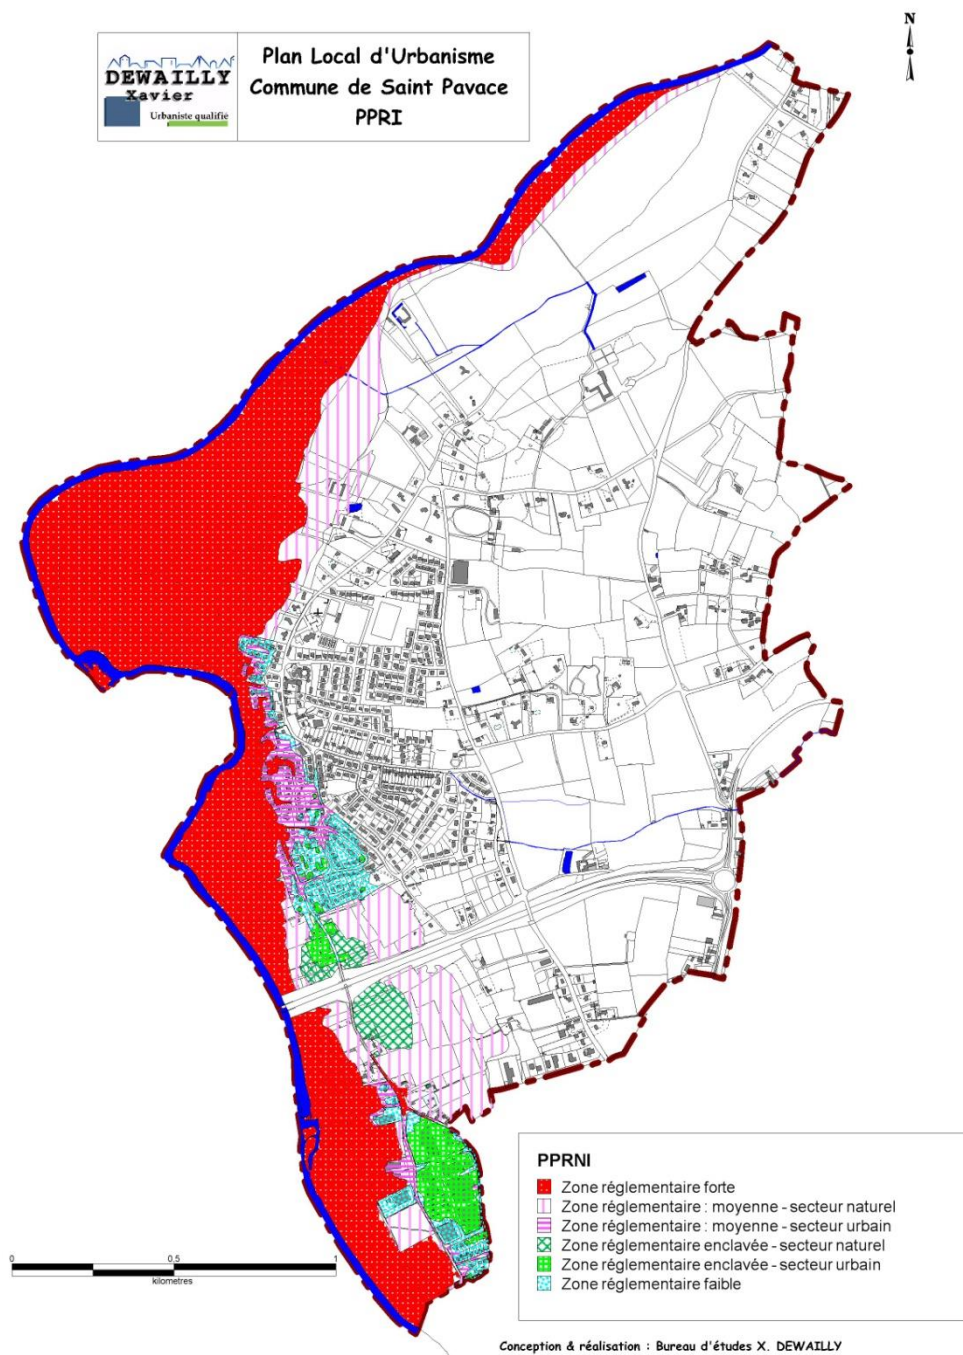 N
DEWAILLY
Xavier
Urbaniste qualifié
Plan Local d'Urbanisme
Commune de Saint Pavace
PPRI
PPRNI
Zone réglementaire forte
Zone réglementaire : moyenne - secteur naturel
Zone réglementaire : moyenne - secteur urbain
Zone réglementaire enclavée - secteur naturel
Zone réglementaire enclavée - secteur urbain
Zone réglementaire faible
0 0.5 1
kilometres
Conception & réalisation : Bureau d'études X. DEWAILLY